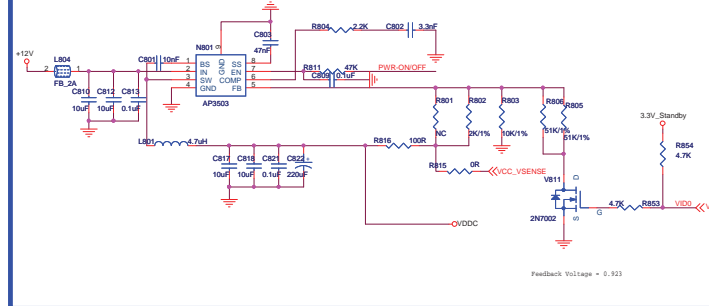 C803
47nF
R804
2.2K
C802
3.3nF
+12V
L804
2
1
FB_2A
C801
10nF
N801
9
GND
1
BS
SS
8
2
IN
EN
7
3
SW
COMP
6
4
GND
FB
5
AP3503
R811
47K
PWR-ON/OFF
C809
0.1uF
C810
10uF
C812
10uF
C813
0.1uF
R801
NC
R802
2K/1%
R803
10K/1%
R806
51K/1%
R805
51K/1%
3.3V_Standby
R854
4.7K
L801
4.7uH
R816
100R
C817
10uF
C818
10uF
C821
0.1uF
C822
+
220uF
R815
0R
VCC_VSENSE
V811
D
S
G
2N7002
4.7K
R853
VID0
VDDC
Feedback Voltage = 0.923